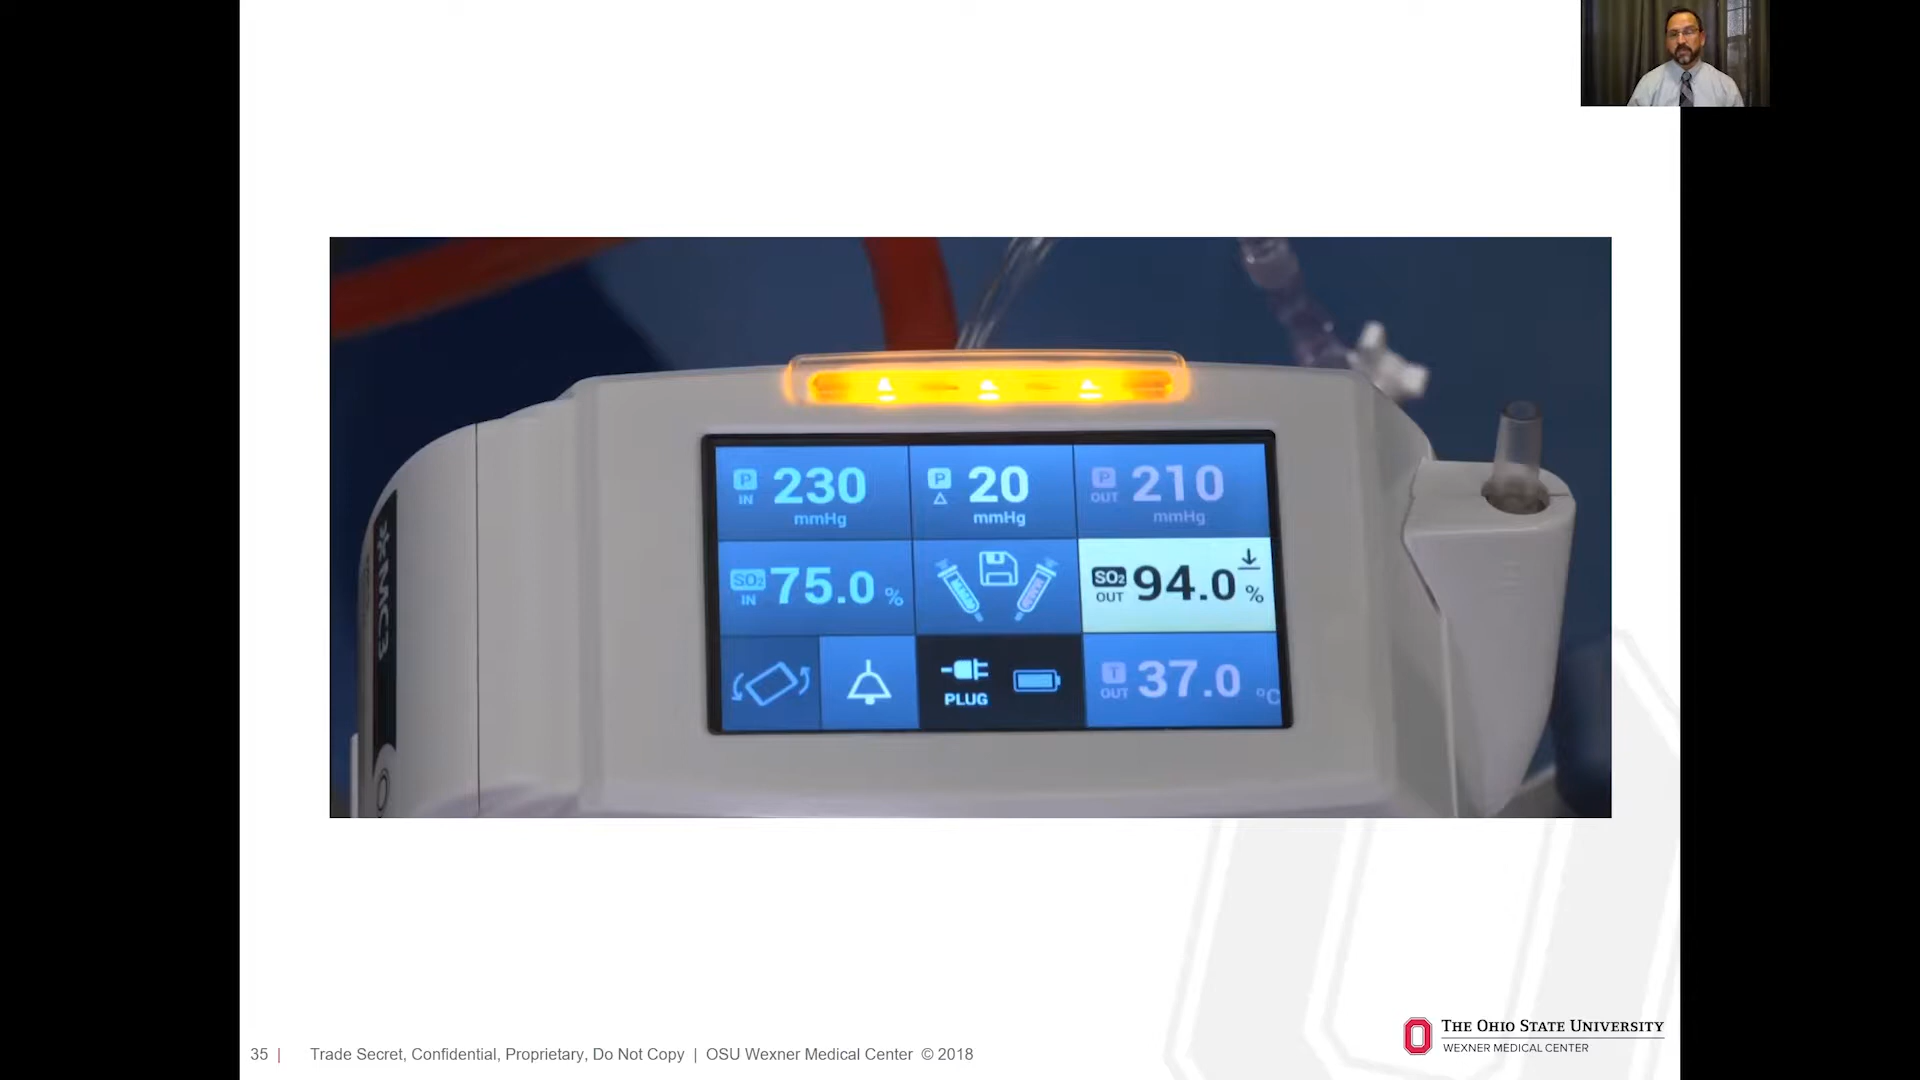 P IN 230 mmHg
P △ 20 mmHg
P OUT 210 mmHg
SO₂ IN 75.0 %
SO₂ OUT 94.0 %
PLUG
T OUT 37.0 °C
MC3
THE OHIO STATE UNIVERSITY
WEXNER MEDICAL CENTER
35 | Trade Secret, Confidential, Proprietary, Do Not Copy | OSU Wexner Medical Center © 2018